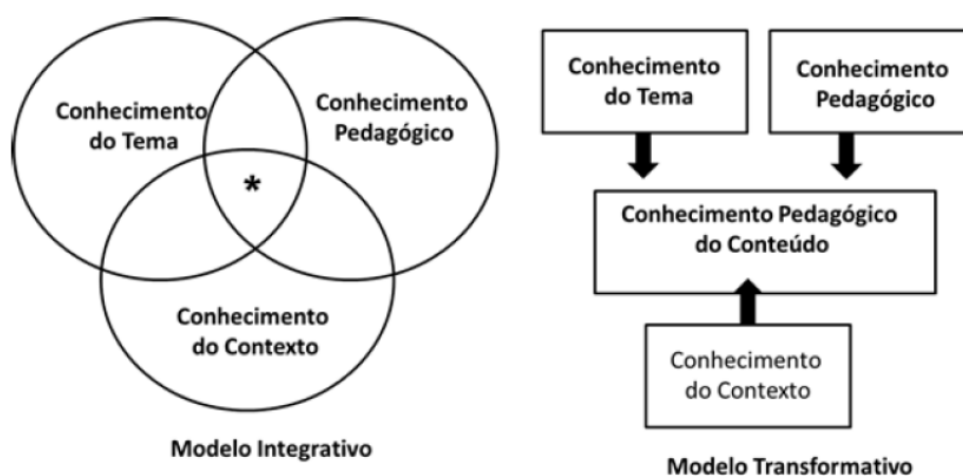 Conhecimento
do Tema
Conhecimento
Pedagógico
*
Conhecimento
do Contexto
Modelo Integrativo
Conhecimento
do Tema
Conhecimento
Pedagógico
Conhecimento Pedagógico
do Conteúdo
Conhecimento
do Contexto
Modelo Transformativo